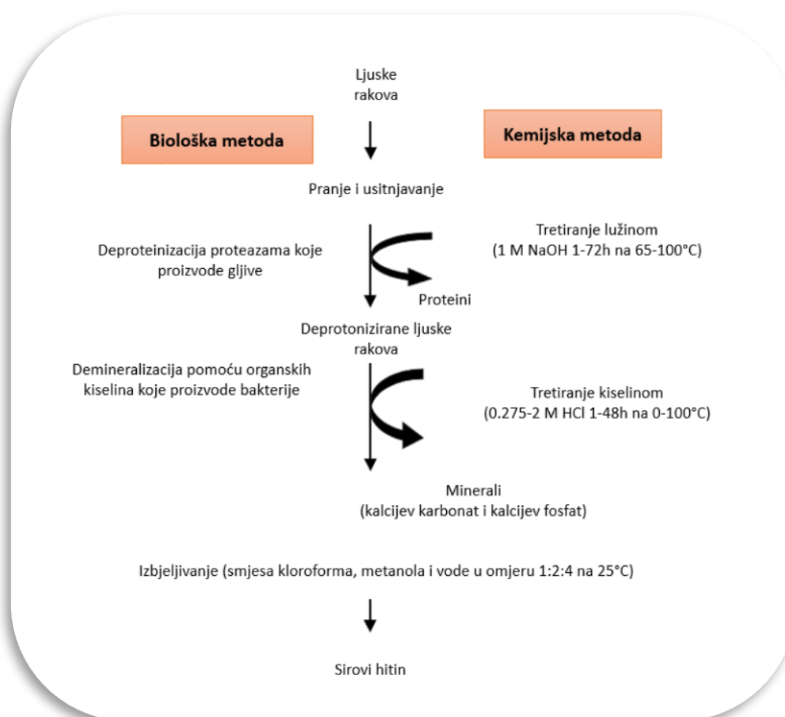 Ljuske
rakova
Biološka metoda
Kemijska metoda
Pranje i usitnjavanje
Deproteinizacija proteazama koje
proizvode gljive
Tretiranje lužinom
(1 M NaOH 1-72h na 65-100°C)
Proteini
Deprotonizirane ljuske
rakova
Demineralizacija pomoću organskih
kiselina koje proizvode bakterije
Tretiranje kiselinom
(0.275-2 M HCl 1-48h na 0-100°C)
Minerali
(kalcijev karbonat i kalcijev fosfat)
Izbjeljivanje (smjesa kloroforma, metanola i vode u omjeru 1:2:4 na 25°C)
Sirovi hitin